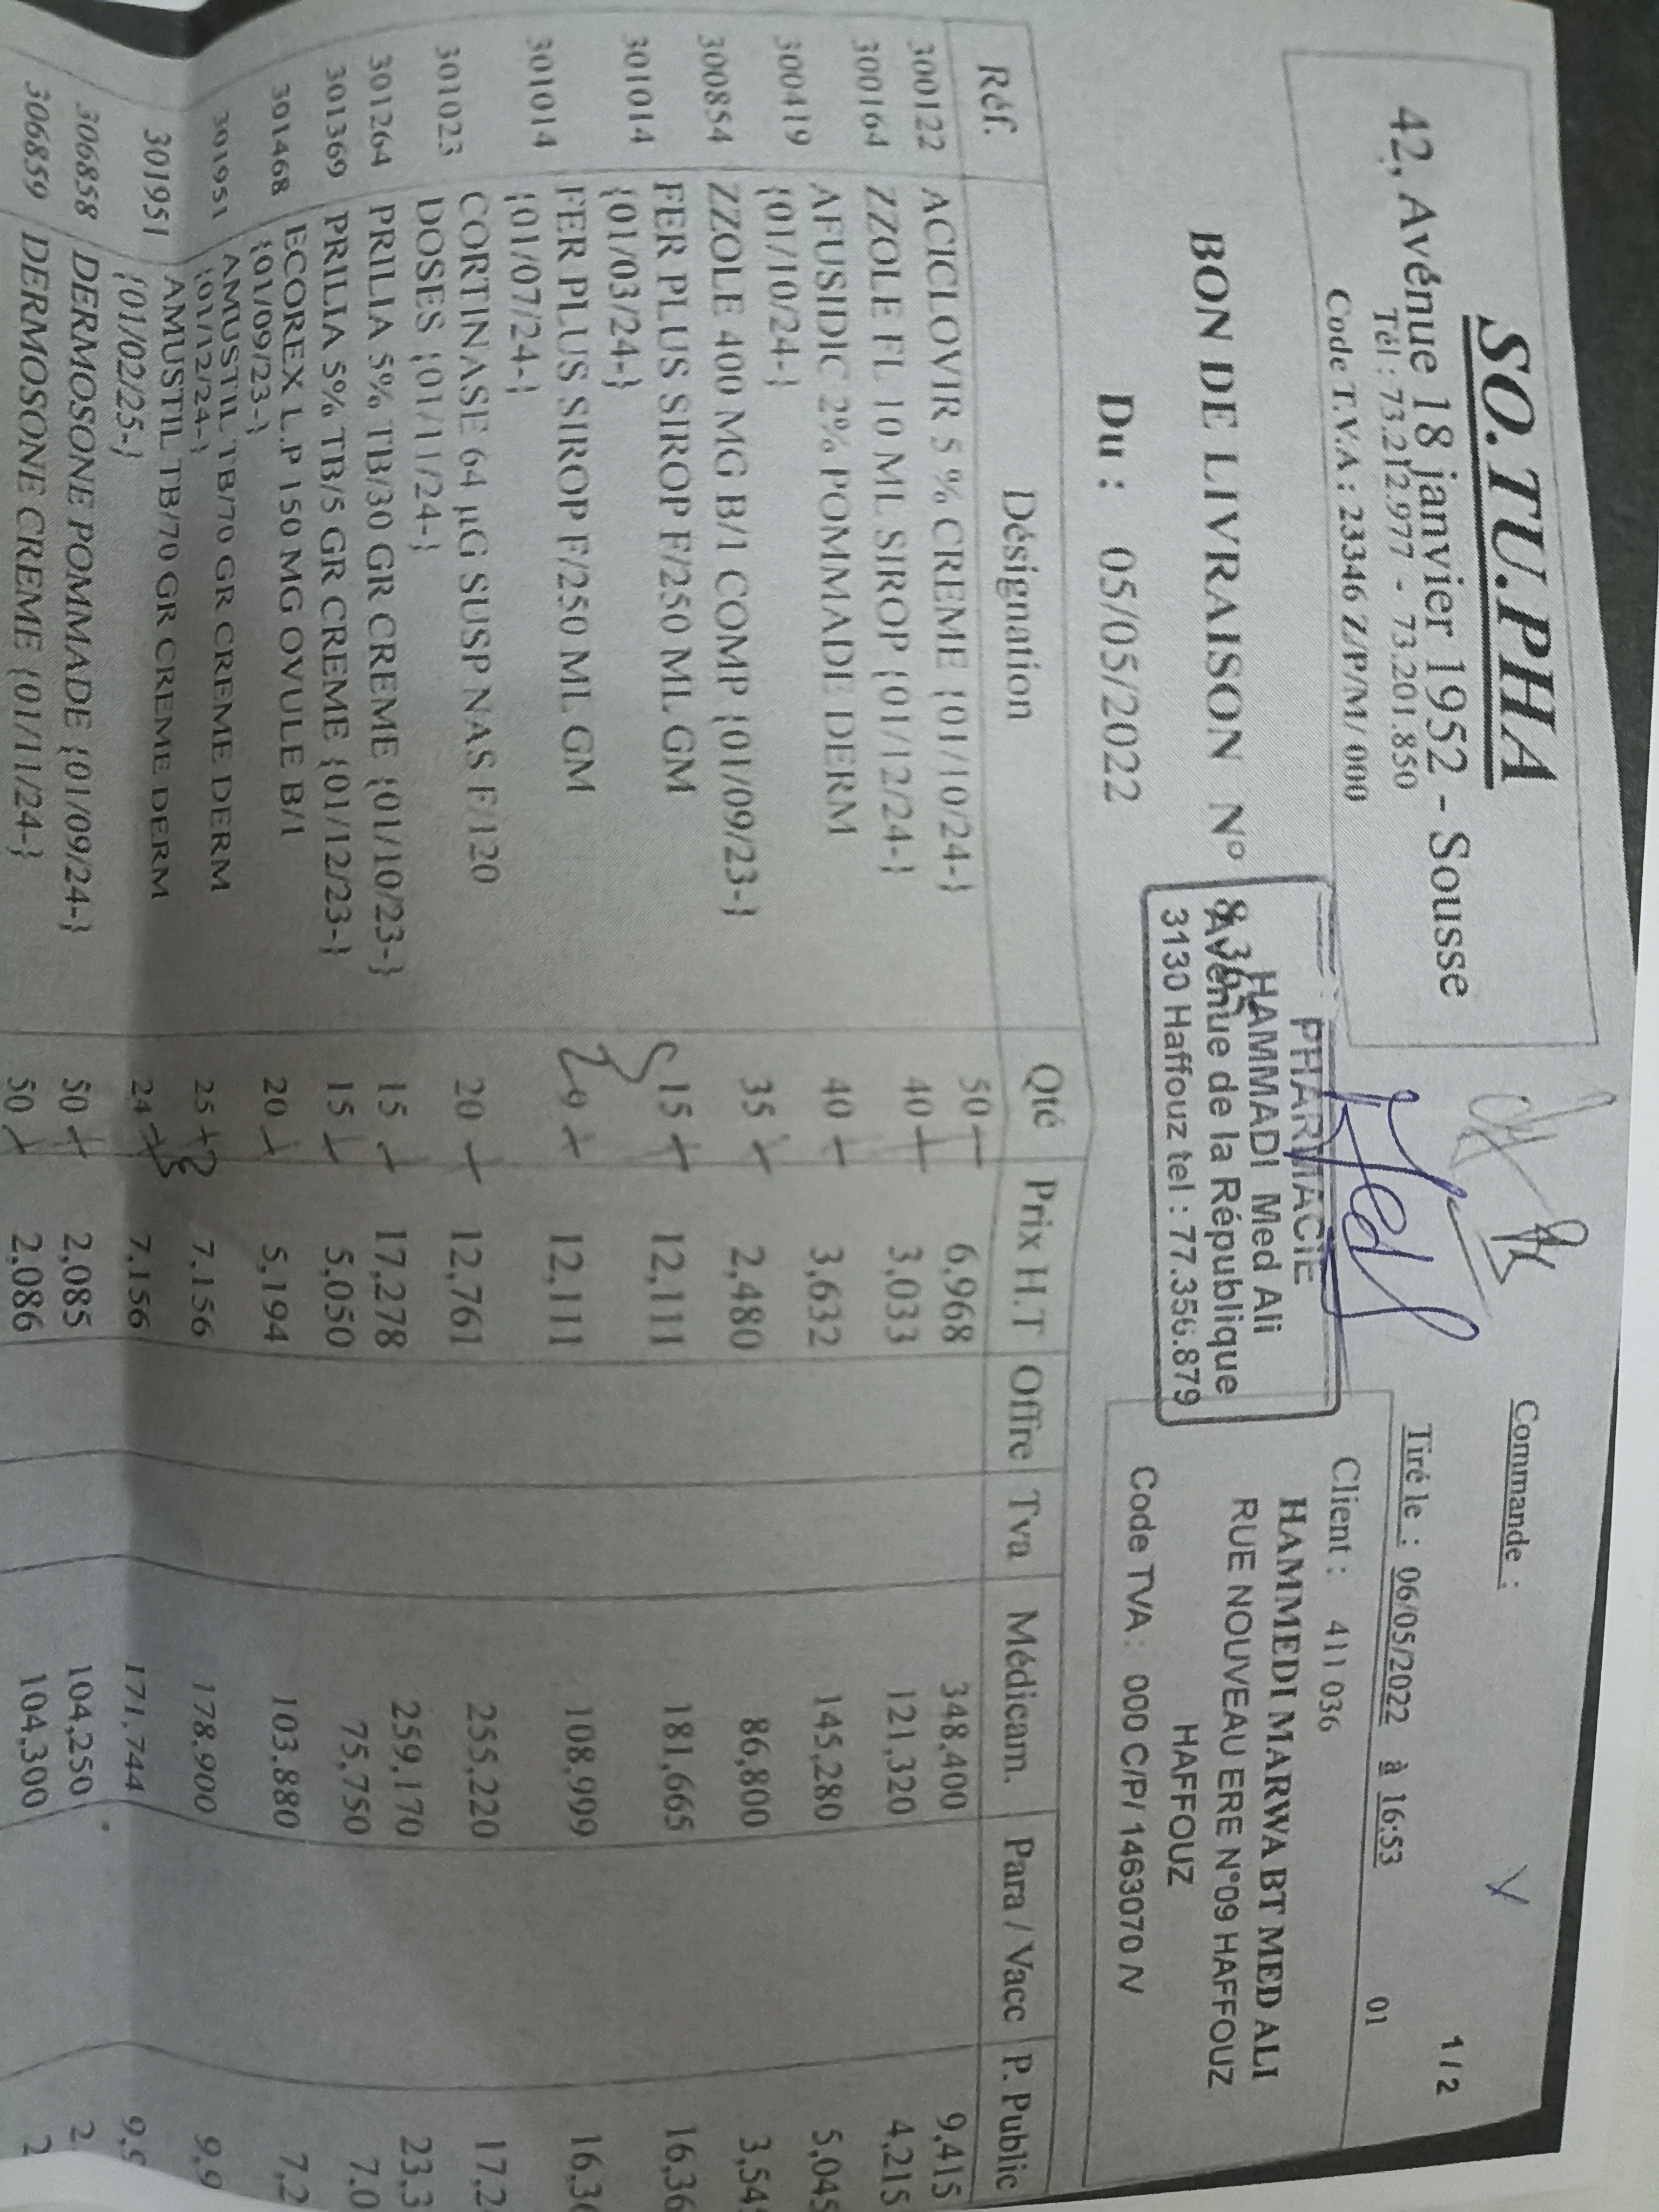 SO.TU.PHA
42, Avénue 18 janvier 1952 - Sousse
Tél : 73.212.977 - 73.201.850
Code T.V.A : 23346 Z/P/M/ 000
Commande :
1 / 2
Tiré le : 06/05/2022 à 16:53 01
Client : 411 036
HAMMEDI MARWA BT MED ALI
RUE NOUVEAU ERE N°09 HAFFOUZ
HAFFOUZ
Code TVA : 000 C/P/ 1463070 N
PHARMACIE
HAMMADI Med Ali
Avenue de la République
3130 Haffouz tel : 77.356.879
BON DE LIVRAISON N°
Du : 05/05/2022
Réf. Désignation Qté Prix H.T Offre Tva Médicam. Para / Vacc P. Public
300122 ACICLOVIR 5 % CREME {01/10/24-} 50 6,968 348,400 9,415
300164 ZZOLE FL 10 ML SIROP {01/12/24-} 40 3,033 121,320 4,215
300419 AFUSIDIC 2% POMMADE DERM 40 3,632 145,280 5,045
{01/10/24-}
300854 ZZOLE 400 MG B/1 COMP {01/09/23-} 35 2,480 86,800 3,54
301014 FER PLUS SIROP F/250 ML GM 15 12,111 181,665 16,36
{01/03/24-}
301014 FER PLUS SIROP F/250 ML GM 12,111 108,999 16,36
{01/07/24-}
301023 CORTINASE 64 µG SUSP NAS F/120 20 12,761 255,220 17,2
DOSES {01/11/24-}
301264 PRILIA 5% TB/30 GR CREME {01/10/23-} 15 17,278 259,170 23,3
301369 PRILIA 5% TB/5 GR CREME {01/12/23-} 15 5,050 75,750 7,0
301468 ECOREX L.P 150 MG OVULE B/1 20 5,194 103,880 7,2
{01/09/23-}
301951 AMUSTIL TB/70 GR CREME DERM 25 7,156 178,900 9,9
{01/12/24-}
301951 AMUSTIL TB/70 GR CREME DERM 24 7,156 171,744 9,9
{01/02/25-}
306858 DERMOSONE POMMADE {01/09/24-} 50 2,085 104,250 2
306859 DERMOSONE CREME {01/11/24-} 50 2,086 104,300 2